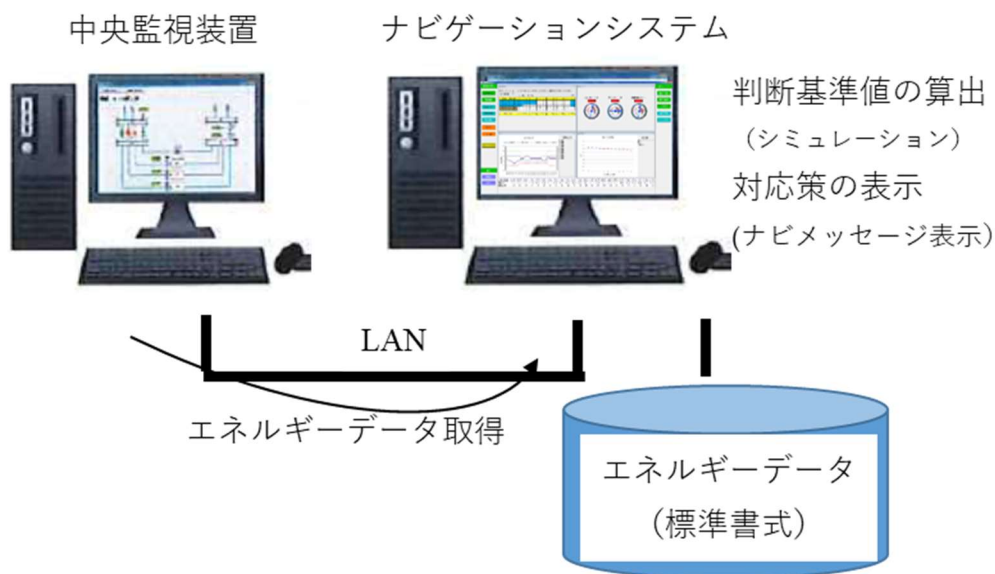 中央監視装置
ナビゲーションシステム
判断基準値の算出
（シミュレーション）
対応策の表示
(ナビメッセージ表示）
LAN
エネルギーデータ取得
エネルギーデータ
（標準書式）